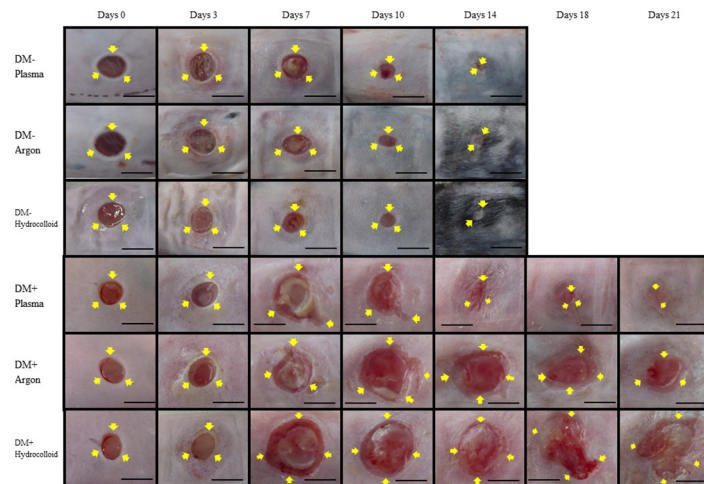 Days 0 Days 3 Days 7 Days 10 Days 14 Days 18 Days 21
DM-
Plasma
DM-
Argon
DM-
Hydrocolloid
DM+
Plasma
DM+
Argon
DM+
Hydrocolloid